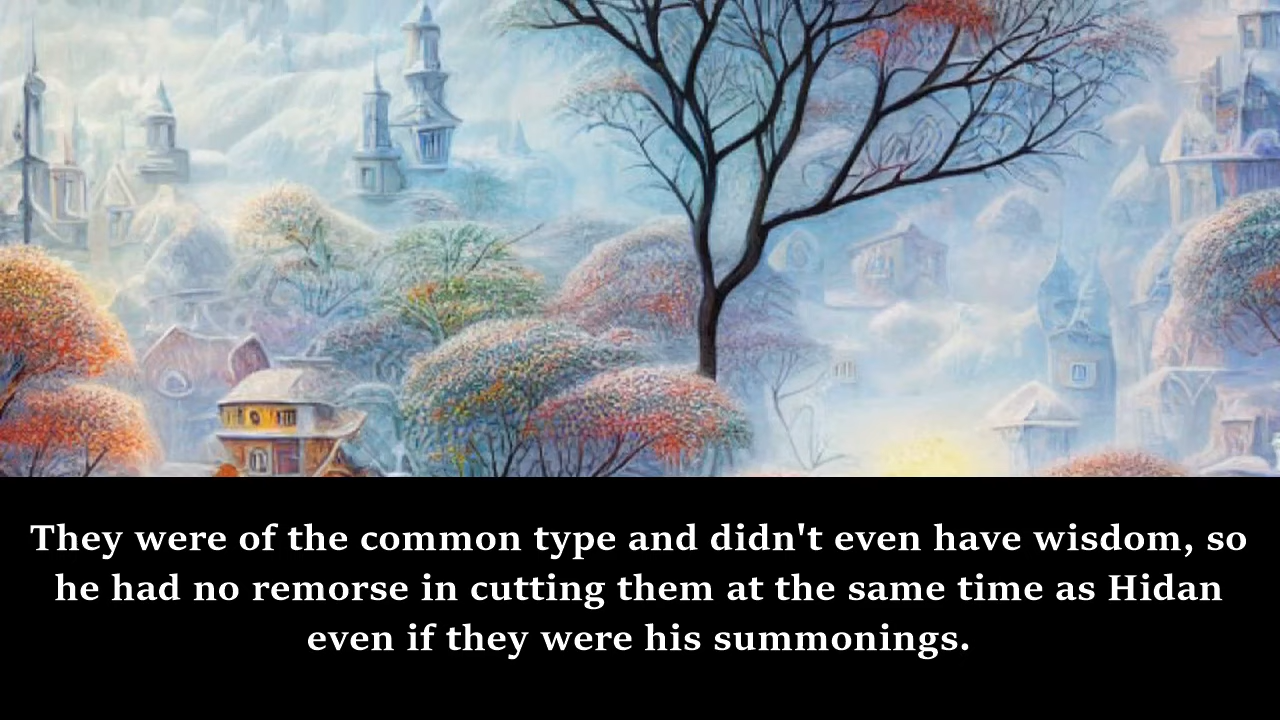 They were of the common type and didn't even have wisdom, so
he had no remorse in cutting them at the same time as Hidan
even if they were his summonings.